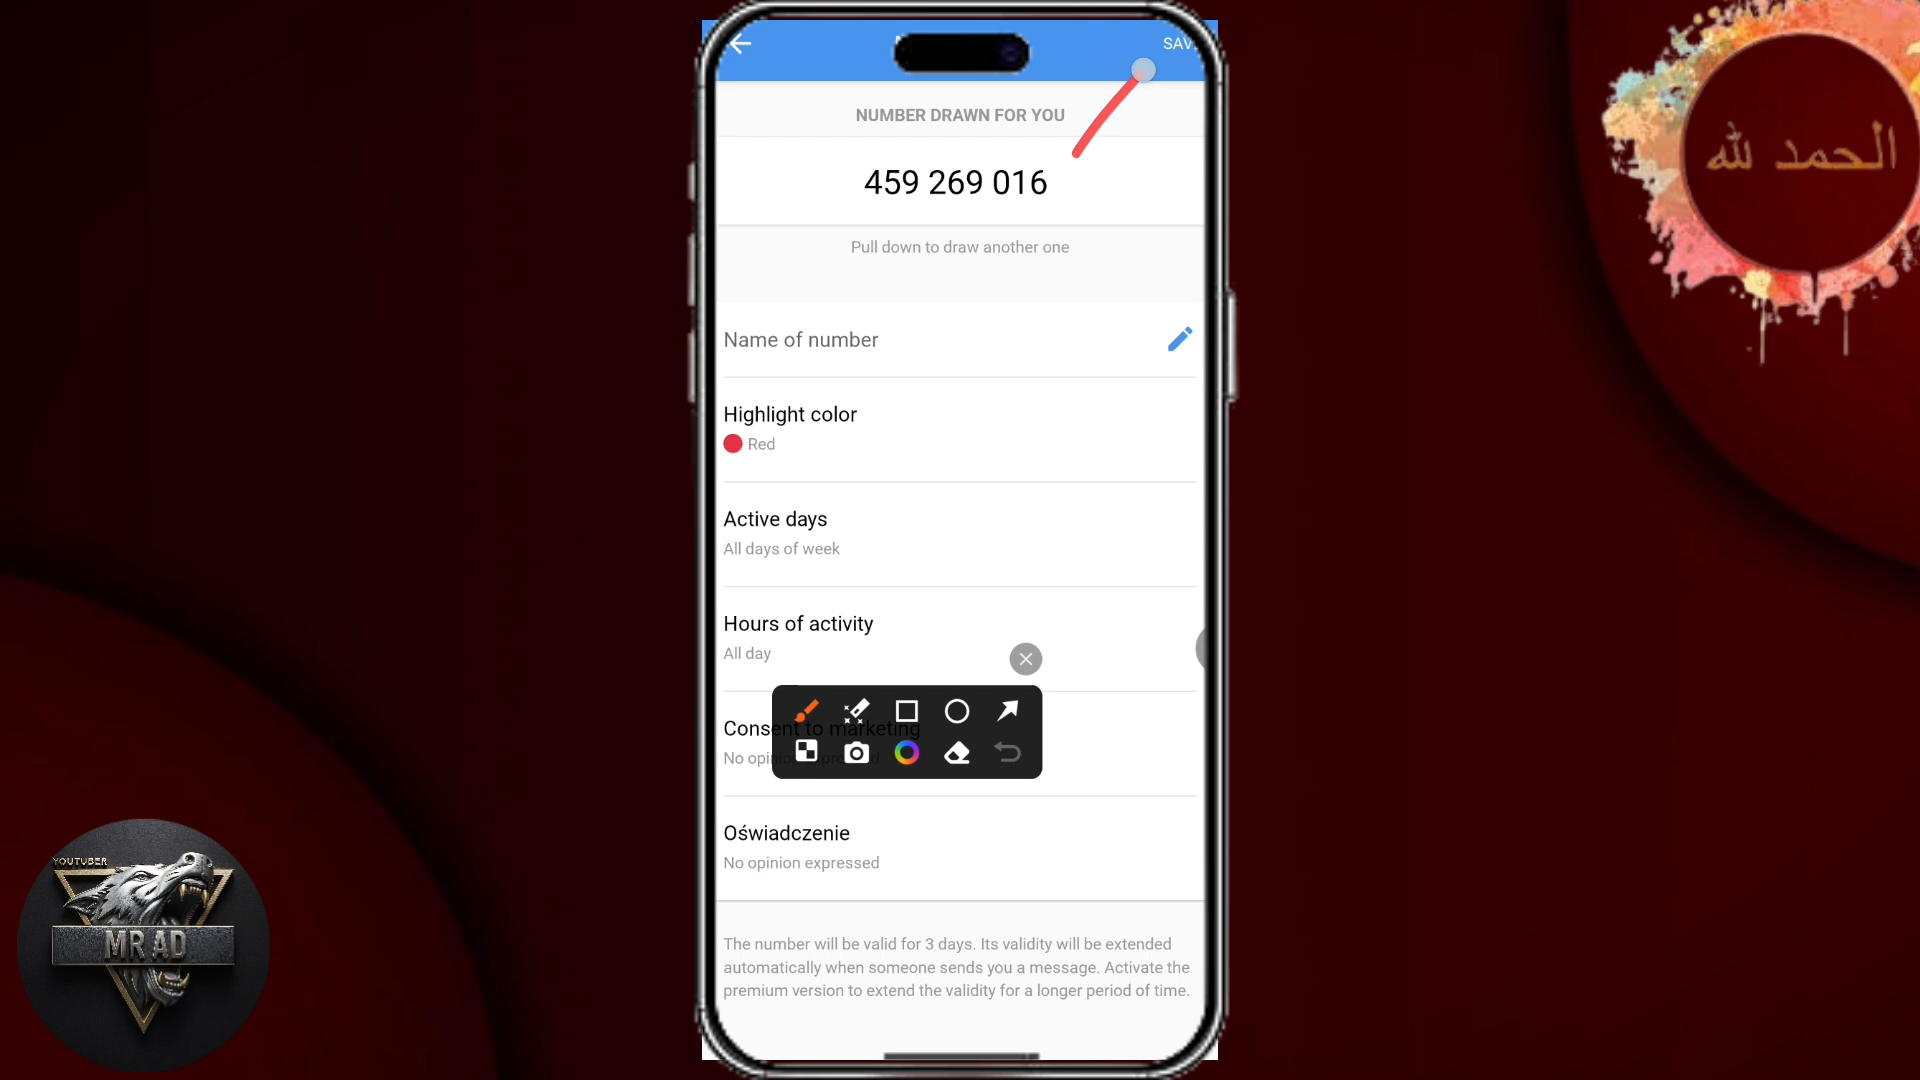 NUMBER DRAWN FOR YOU
459 269 016
Pull down to draw another one
Name of number
Highlight color
Red
Active days
All days of week
Hours of activity
All day
Consent to marketing
No opinion expressed
Oświadczenie
No opinion expressed
The number will be valid for 3 days. Its validity will be extended
automatically when someone sends you a message. Activate the
premium version to extend the validity for a longer period of time.
الحمد لله
YOUTUBER
MR AD